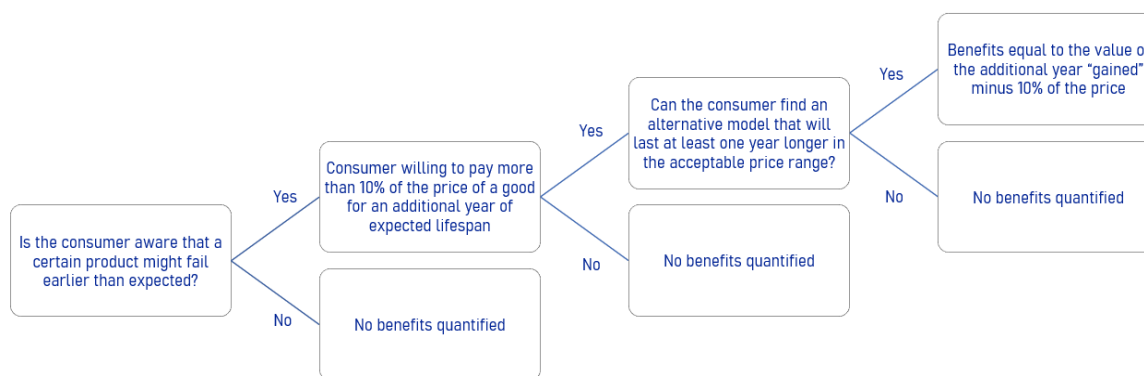 Is the consumer aware that a
certain product might fail
earlier than expected?
Yes
No
Consumer willing to pay more
than 10% of the price of a good
for an additional year of
expected lifespan
No benefits quantified
Yes
No
Can the consumer find an
alternative model that will
last at least one year longer in
the acceptable price range?
No benefits quantified
Yes
No
Benefits equal to the value o
the additional year “gained”
minus 10% of the price
No benefits quantified